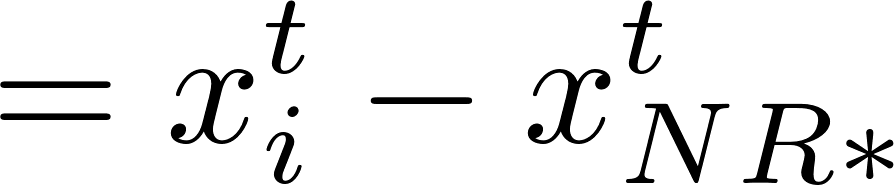 = x_i^t − x_{NR*}^t